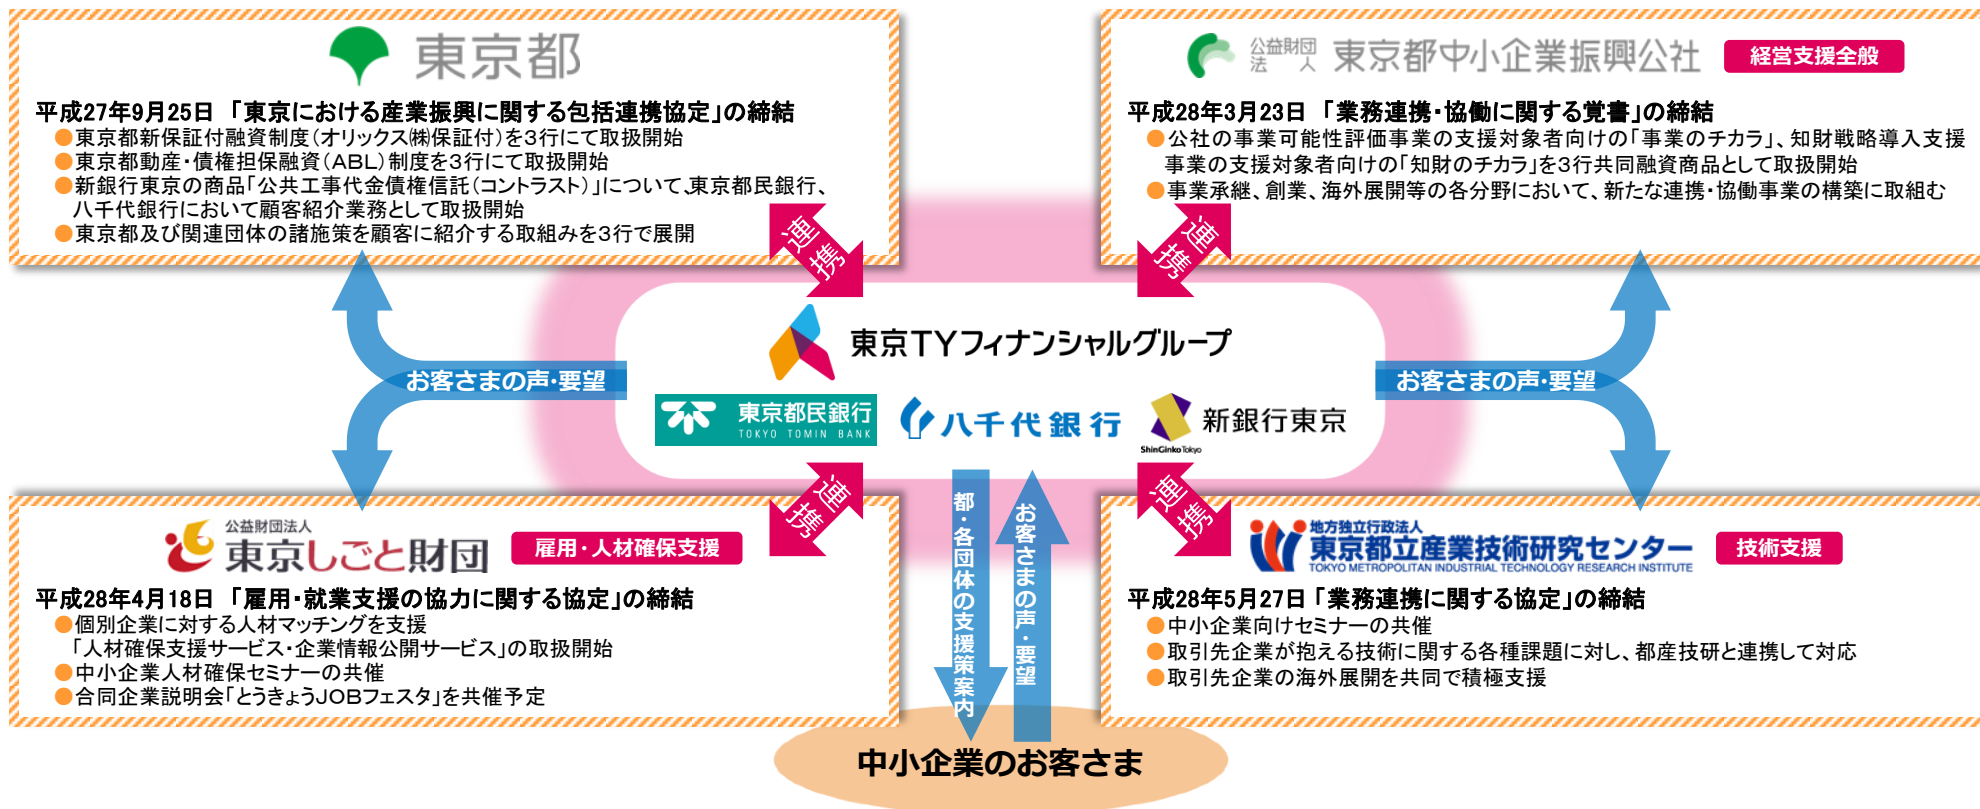 東京都
平成27年9月25日 「東京における産業振興に関する包括連携協定」の締結
●東京都新保証付融資制度(オリックス㈱保証付)を3行にて取扱開始
●東京都動産・債権担保融資(ABL)制度を3行にて取扱開始
●新銀行東京の商品「公共工事代金債権信託(コントラスト)」について、東京都民銀行、
八千代銀行において顧客紹介業務として取扱開始
●東京都及び関連団体の諸施策を顧客に紹介する取組みを3行で展開
公益財団法人 東京都中小企業振興公社 経営支援全般
平成28年3月23日 「業務連携・協働に関する覚書」の締結
●公社の事業可能性評価事業の支援対象者向けの「事業のチカラ」、知財戦略導入支援
事業の支援対象者向けの「知財のチカラ」を3行共同融資商品として取扱開始
●事業承継、創業、海外展開等の各分野において、新たな連携・協働事業の構築に取組む
連携
連携
東京TYフィナンシャルグループ
お客さまの声・要望
お客さまの声・要望
東京都民銀行
TOKYO TOMIN BANK
八千代銀行
新銀行東京
ShinGinko Tokyo
連携
連携
都・各団体の支援策案内
お客さまの声・要望
公益財団法人
東京しごと財団 雇用・人材確保支援
平成28年4月18日 「雇用・就業支援の協力に関する協定」の締結
●個別企業に対する人材マッチングを支援
「人材確保支援サービス・企業情報公開サービス」の取扱開始
●中小企業人材確保セミナーの共催
●合同企業説明会「とうきょうJOBフェスタ」を共催予定
地方独立行政法人
東京都立産業技術研究センター 技術支援
TOKYO METROPOLITAN INDUSTRIAL TECHNOLOGY RESEARCH INSTITUTE
平成28年5月27日「業務連携に関する協定」の締結
●中小企業向けセミナーの共催
●取引先企業が抱える技術に関する各種課題に対し、都産技研と連携して対応
●取引先企業の海外展開を共同で積極支援
中小企業のお客さま